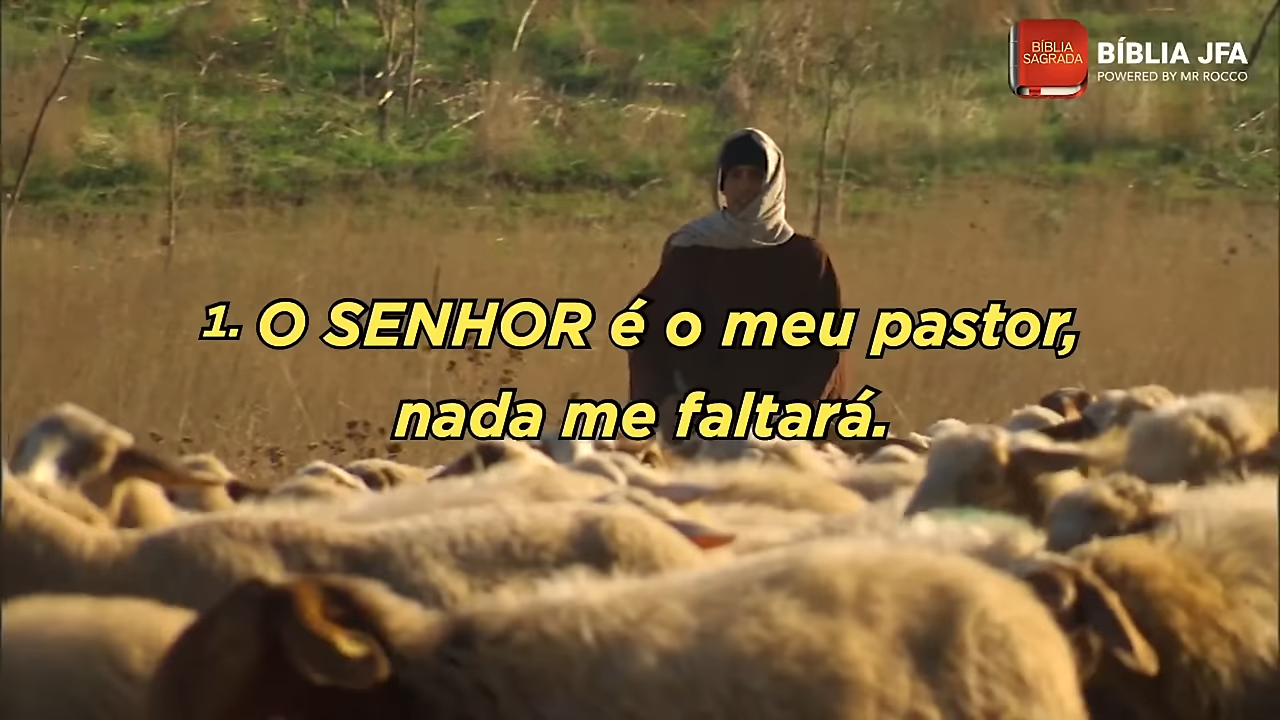 BÍBLIA
SAGRADA
BÍBLIA JFA
POWERED BY MR ROCCO
1. O SENHOR é o meu pastor,
nada me faltará.